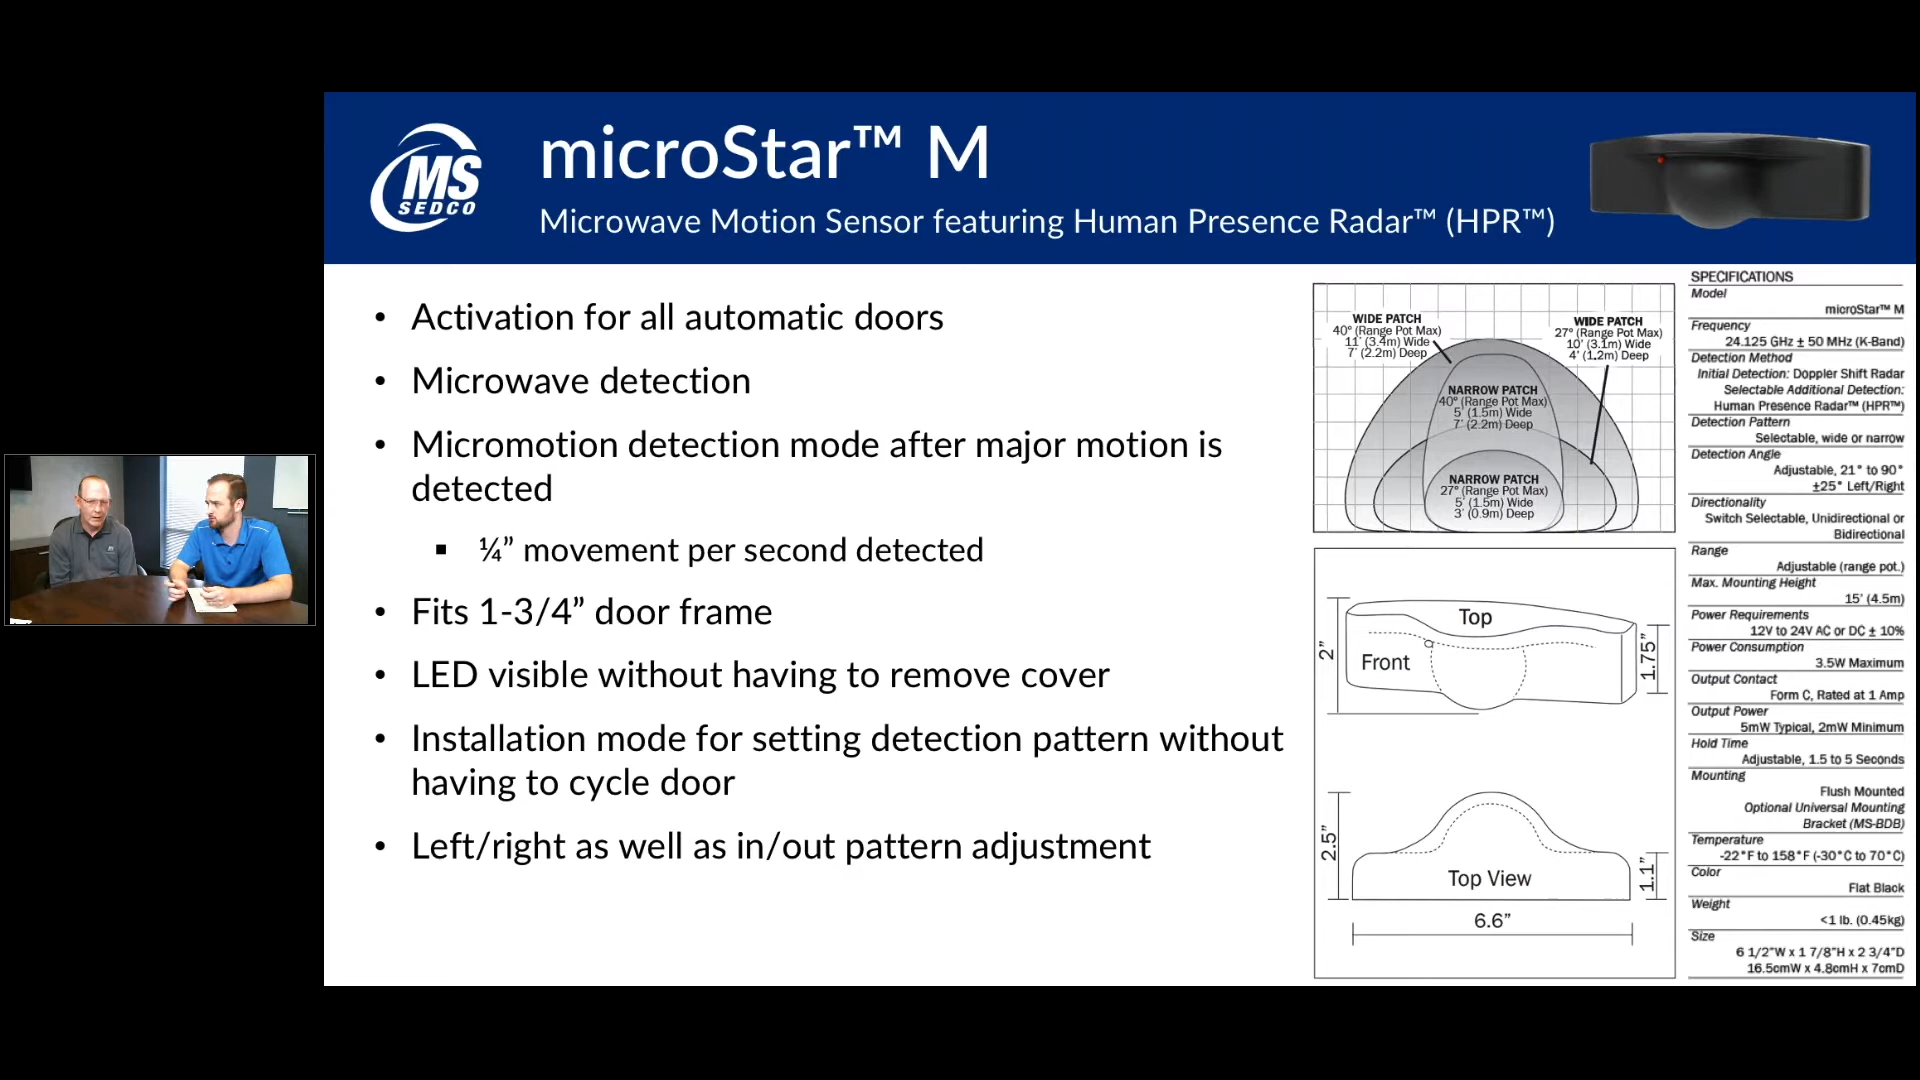 MS
SEDCO
microStar™ M
Microwave Motion Sensor featuring Human Presence Radar™ (HPR™)
• Activation for all automatic doors
• Microwave detection
• Micromotion detection mode after major motion is
detected
▪ ¼” movement per second detected
• Fits 1-3/4” door frame
• LED visible without having to remove cover
• Installation mode for setting detection pattern without
having to cycle door
• Left/right as well as in/out pattern adjustment
WIDE PATCH
40° (Range Pot Max)
11' (3.4m) Wide
7' (2.2m) Deep
WIDE PATCH
27° (Range Pot Max)
10' (3.1m) Wide
4' (1.2m) Deep
NARROW PATCH
40° (Range Pot Max)
5' (1.5m) Wide
7' (2.2m) Deep
NARROW PATCH
27° (Range Pot Max)
5' (1.5m) Wide
3' (0.9m) Deep
Top
Front
2”
1.75”
Top View
2.5”
1.1”
6.6”
SPECIFICATIONS
Model
microStar™ M
Frequency
24.125 GHz ± 50 MHz (K-Band)
Detection Method
Initial Detection: Doppler Shift Radar
Selectable Additional Detection:
Human Presence Radar™ (HPR™)
Detection Pattern
Selectable, wide or narrow
Detection Angle
Adjustable, 21° to 90°
±25° Left/Right
Directionality
Switch Selectable, Unidirectional or
Bidirectional
Range
Adjustable (range pot.)
Max. Mounting Height
15' (4.5m)
Power Requirements
12V to 24V AC or DC ± 10%
Power Consumption
3.5W Maximum
Output Contact
Form C, Rated at 1 Amp
Output Power
5mW Typical, 2mW Minimum
Hold Time
Adjustable, 1.5 to 5 Seconds
Mounting
Flush Mounted
Optional Universal Mounting
Bracket (MS-BDB)
Temperature
-22°F to 158°F (-30°C to 70°C)
Color
Flat Black
Weight
<1 lb. (0.45kg)
Size
6 1/2"W x 1 7/8"H x 2 3/4"D
16.5cmW x 4.8cmH x 7cmD